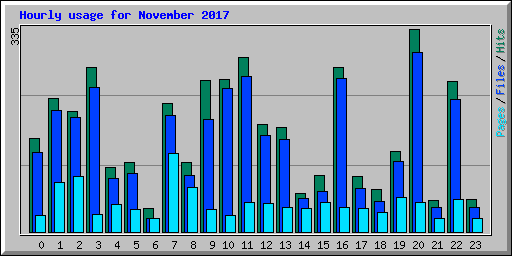 Hourly usage for November 2017
335
Pages/Files/Hits
0 1 2 3 4 5 6 7 8 9 10 11 12 13 14 15 16 17 18 19 20 21 22 23